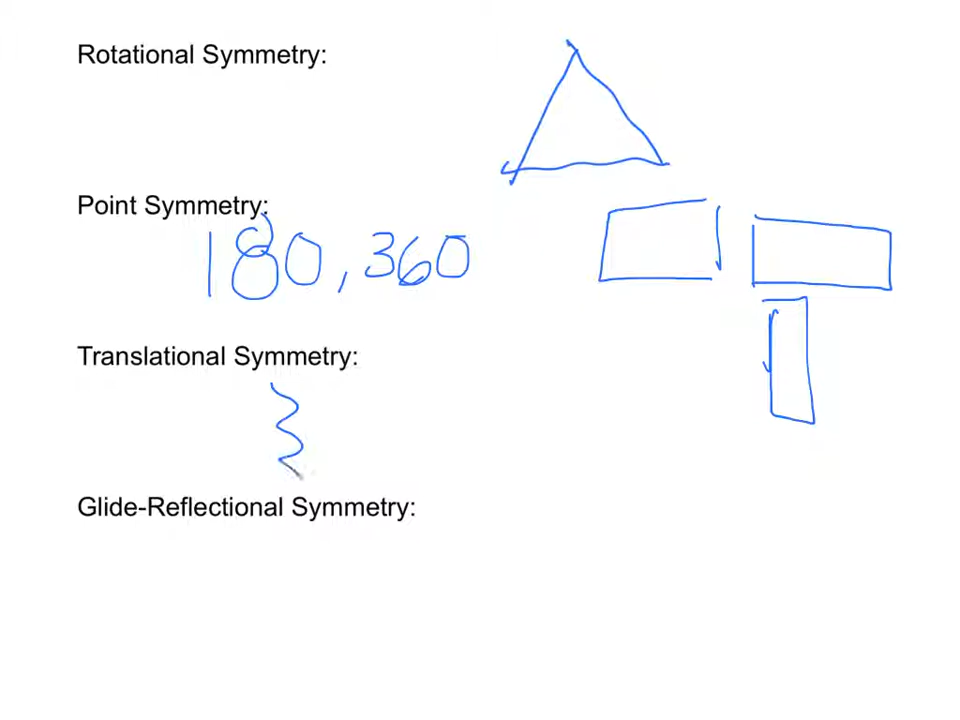 Rotational Symmetry:
Point Symmetry:
180, 360
Translational Symmetry:
Glide-Reflectional Symmetry: